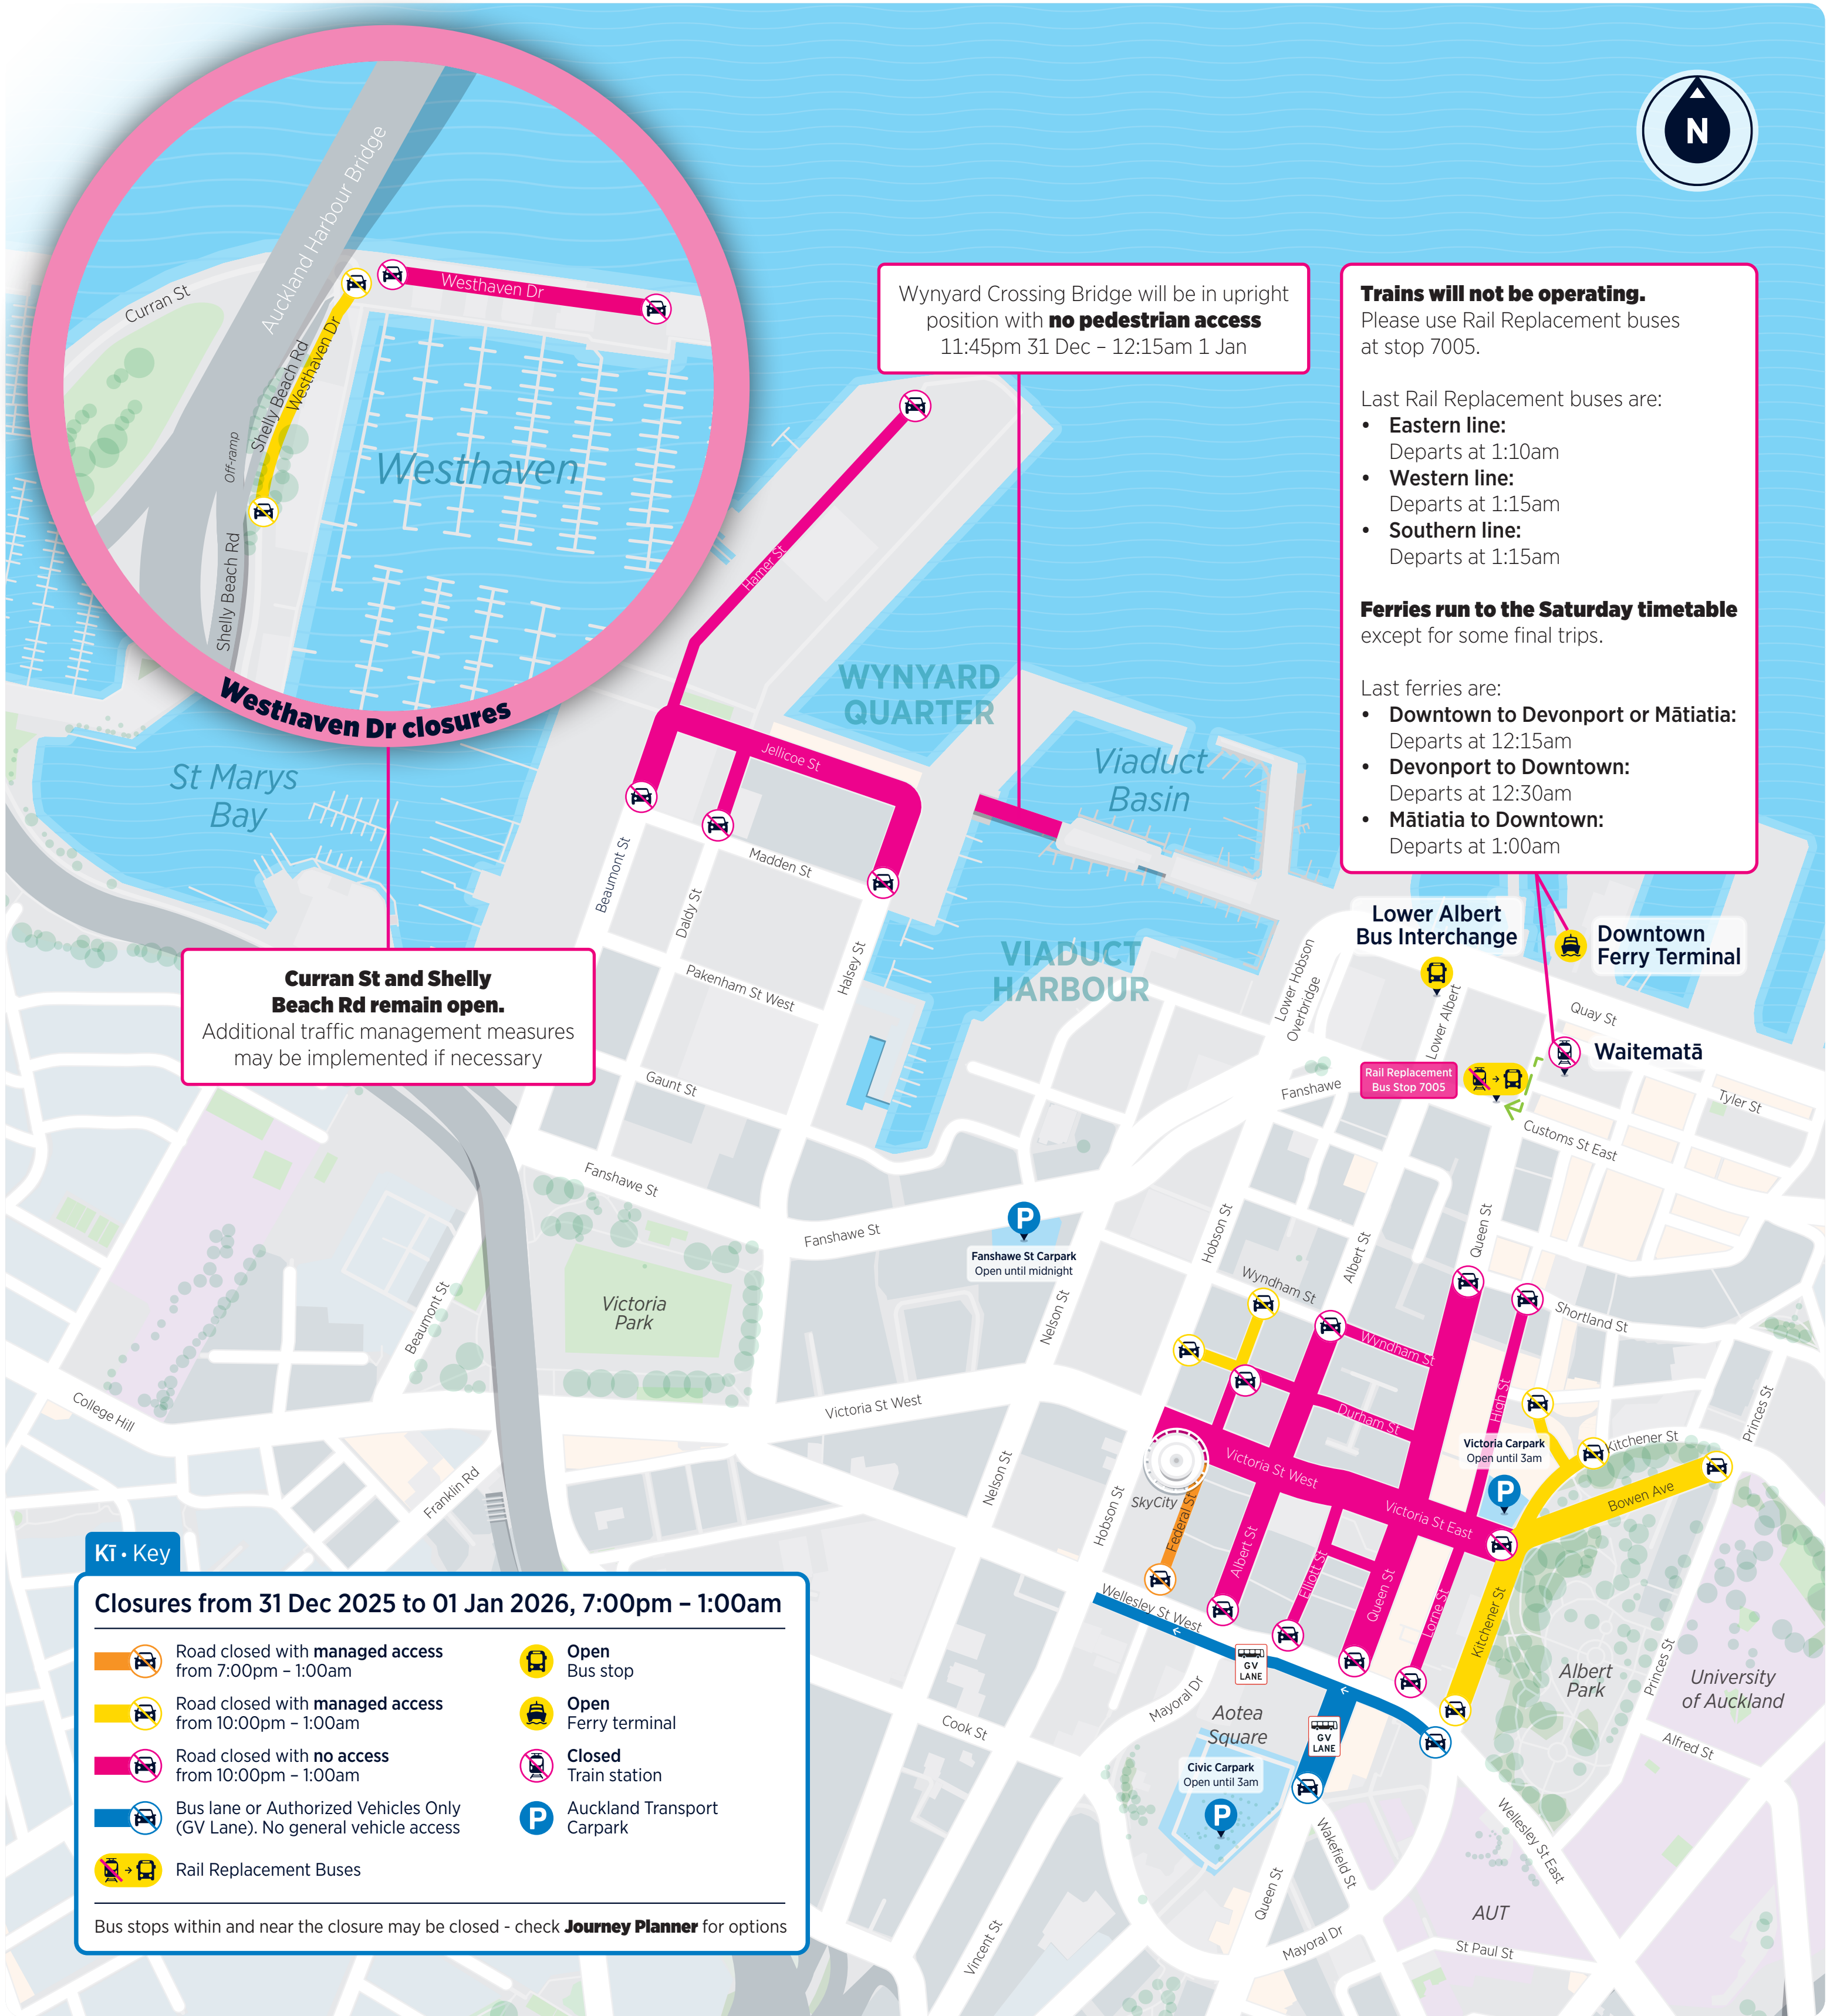 N
Auckland Harbour Bridge
Curran St
Westhaven Dr
Shelly Beach Rd
Westhaven Dr
Off-ramp
Westhaven
Shelly Beach Rd
Westhaven Dr closures
Wynyard Crossing Bridge will be in upright
position with no pedestrian access
11:45pm 31 Dec – 12:15am 1 Jan
Trains will not be operating.
Please use Rail Replacement buses
at stop 7005.
Last Rail Replacement buses are:
• Eastern line:
Departs at 1:10am
• Western line:
Departs at 1:15am
• Southern line:
Departs at 1:15am
Ferries run to the Saturday timetable
except for some final trips.
Last ferries are:
• Downtown to Devonport or Mātiatia:
Departs at 12:15am
• Devonport to Downtown:
Departs at 12:30am
• Mātiatia to Downtown:
Departs at 1:00am
Hamer St
WYNYARD
QUARTER
Jellicoe St
Viaduct
Basin
St Marys
Bay
Beaumont St
Madden St
Daldy St
Pakenham St West
Halsey St
VIADUCT
HARBOUR
Curran St and Shelly
Beach Rd remain open.
Additional traffic management measures
may be implemented if necessary
Gaunt St
Lower Hobson
Overbridge
Lower Albert
Bus Interchange
Downtown
Ferry Terminal
Lower Albert
Quay St
Waitematā
Rail Replacement
Bus Stop 7005
Fanshawe
Tyler St
Customs St East
Fanshawe St
Fanshawe St
P
Fanshawe St Carpark
Open until midnight
Hobson St
Albert St
Queen St
Wyndham St
Shortland St
Victoria
Park
Beaumont St
Nelson St
Wyndham St
High St
Durham St
Princes St
College Hill
Victoria St West
Victoria Carpark
Open until 3am
P
Kitchener St
Bowen Ave
Victoria St West
Victoria St East
Franklin Rd
Nelson St
Hobson St
SkyCity
Federal St
Albert St
Elliott St
Queen St
Lorne St
Kitchener St
Wellesley St West
GV
LANE
GV
LANE
Albert
Park
Princes St
University
of Auckland
Mayoral Dr
Aotea
Square
Cook St
Civic Carpark
Open until 3am
P
Alfred St
Wellesley St East
Wakefield St
Queen St
Vincent St
Mayoral Dr
AUT
St Paul St
Kī • Key
Closures from 31 Dec 2025 to 01 Jan 2026, 7:00pm – 1:00am
Road closed with managed access
from 7:00pm – 1:00am
Road closed with managed access
from 10:00pm – 1:00am
Road closed with no access
from 10:00pm – 1:00am
Bus lane or Authorized Vehicles Only
(GV Lane). No general vehicle access
Rail Replacement Buses
Open
Bus stop
Open
Ferry terminal
Closed
Train station
P
Auckland Transport
Carpark
Bus stops within and near the closure may be closed - check Journey Planner for options